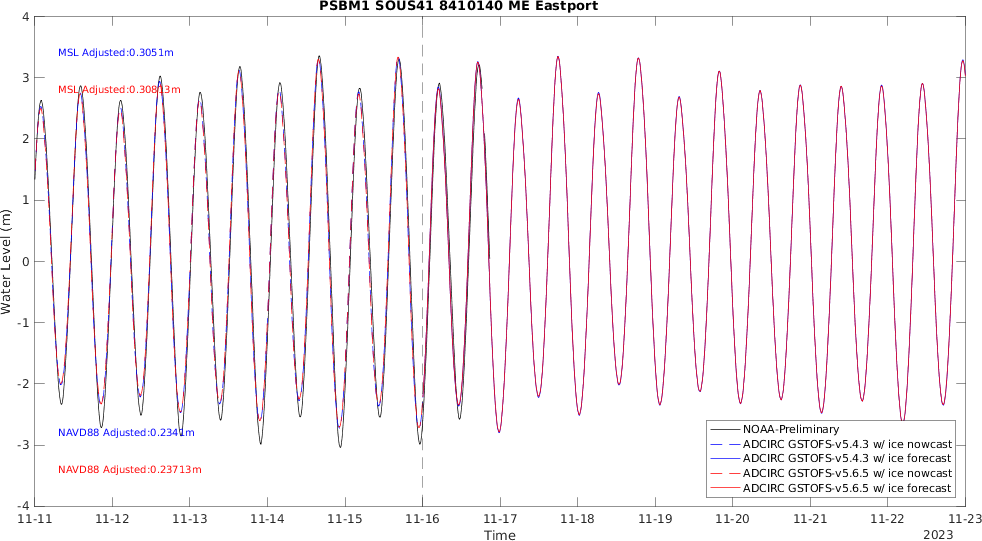 PSBM1 SOUS41 8410140 ME Eastport
4
3
2
1
0
-1
-2
-3
-4
Water Level (m)
MSL Adjusted:0.3051m
MSL Adjusted:0.30813m
NAVD88 Adjusted:0.2341m
NAVD88 Adjusted:0.23713m
NOAA-Preliminary
ADCIRC GSTOFS-v5.4.3 w/ ice nowcast
ADCIRC GSTOFS-v5.4.3 w/ ice forecast
ADCIRC GSTOFS-v5.6.5 w/ ice nowcast
ADCIRC GSTOFS-v5.6.5 w/ ice forecast
11-11 11-12 11-13 11-14 11-15 11-16 11-17 11-18 11-19 11-20 11-21 11-22 11-23
Time
2023